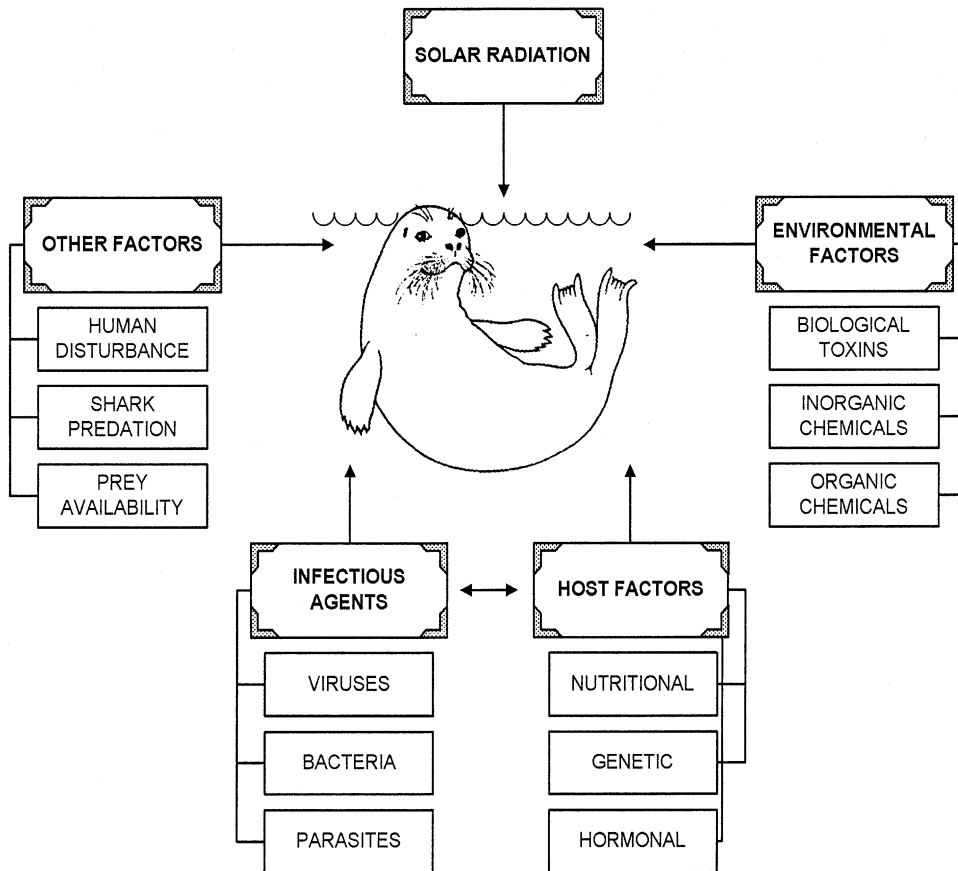 SOLAR RADIATION
OTHER FACTORS
HUMAN
DISTURBANCE
SHARK
PREDATION
PREY
AVAILABILITY
ENVIRONMENTAL
FACTORS
BIOLOGICAL
TOXINS
INORGANIC
CHEMICALS
ORGANIC
CHEMICALS
INFECTIOUS
AGENTS
VIRUSES
BACTERIA
PARASITES
HOST FACTORS
NUTRITIONAL
GENETIC
HORMONAL